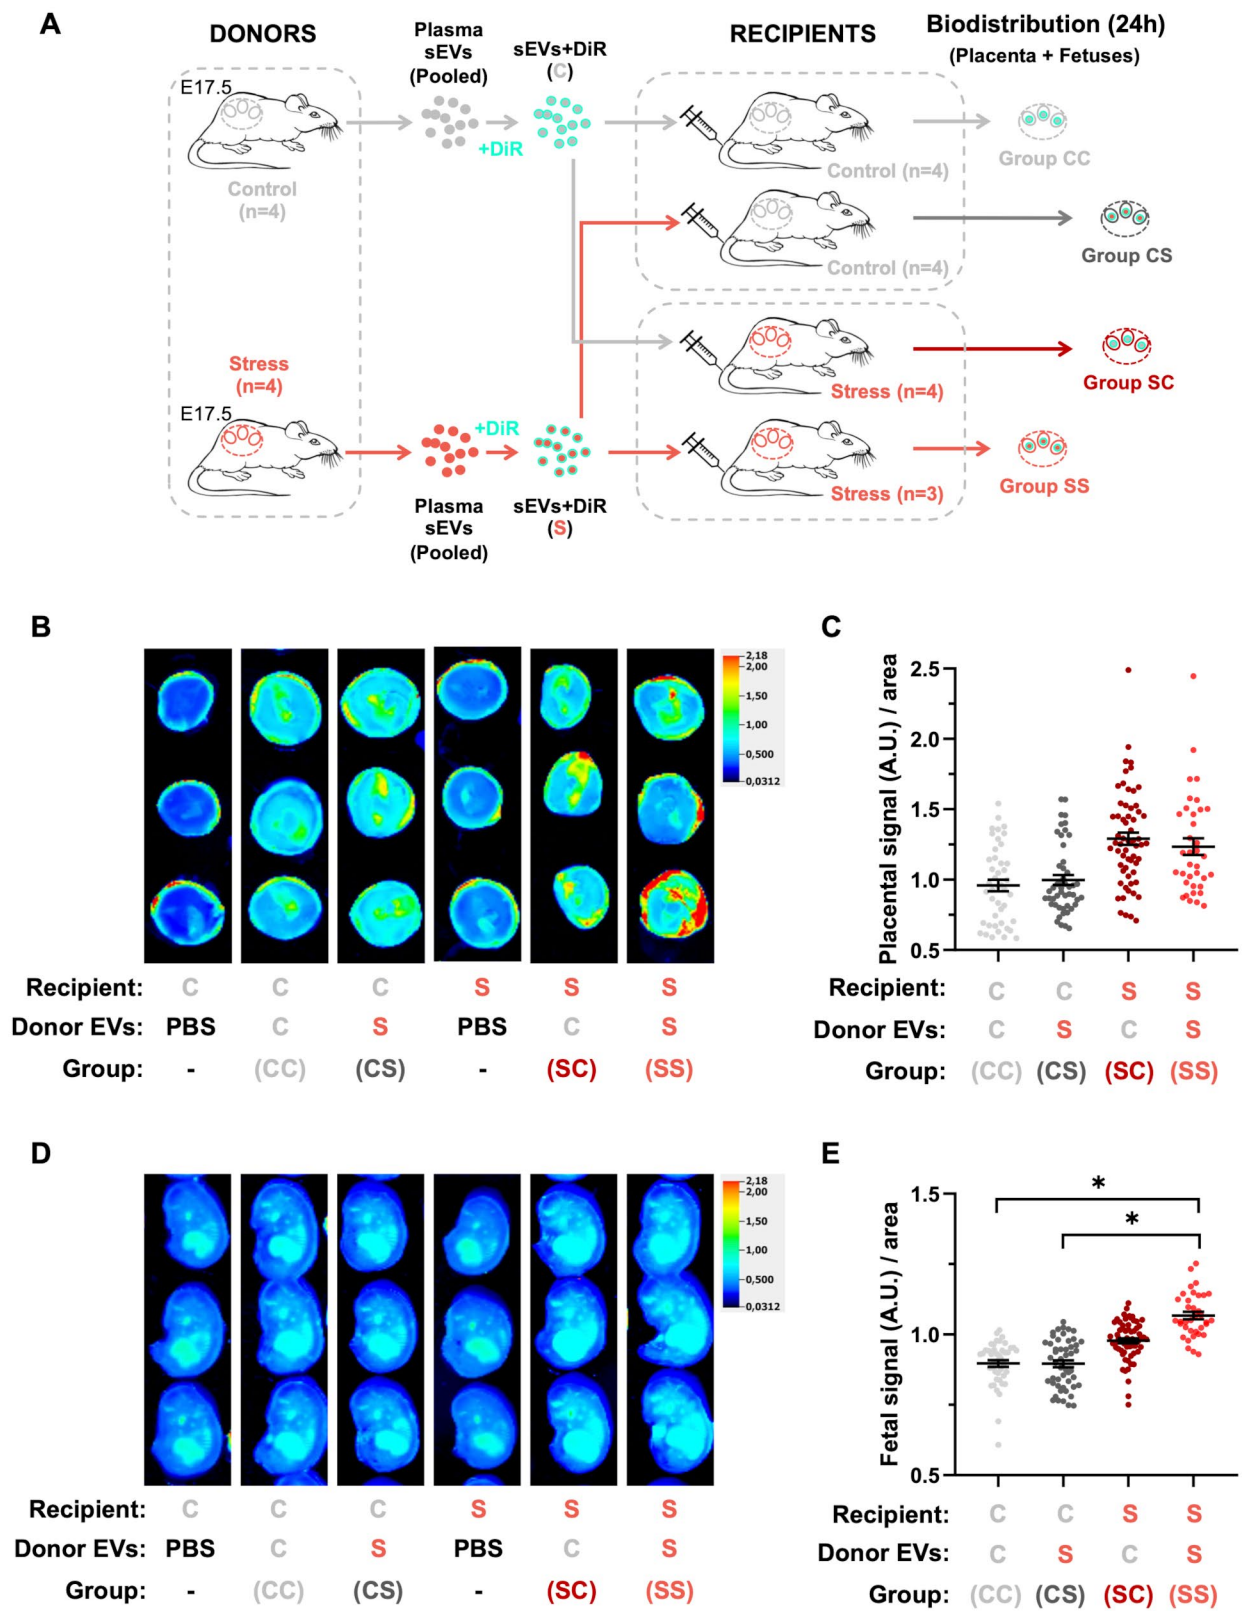 A
DONORS
Plasma
sEVs
(Pooled)
sEVs+DiR
(C)
RECIPIENTS
Biodistribution (24h)
(Placenta + Fetuses)
E17.5
+DiR
Control
(n=4)
Control (n=4)
Group CC
Control (n=4)
Group CS
Stress
(n=4)
E17.5
+DiR
Stress (n=4)
Group SC
Plasma
sEVs
(Pooled)
sEVs+DiR
(S)
Stress (n=3)
Group SS
B
2,18
2,00
1,50
1,00
0,500
0,0312
Recipient: C C C S S S
Donor EVs: PBS C S PBS C S
Group: - (CC) (CS) - (SC) (SS)
C
Placental signal (A.U.) / area
2.5
2.0
1.5
1.0
0.5
Recipient: C C S S
Donor EVs: C S C S
Group: (CC) (CS) (SC) (SS)
D
2,18
2,00
1,50
1,00
0,500
0,0312
Recipient: C C C S S S
Donor EVs: PBS C S PBS C S
Group: - (CC) (CS) - (SC) (SS)
E
Fetal signal (A.U.) / area
1.5
1.0
0.5
*
*
Recipient: C C S S
Donor EVs: C S C S
Group: (CC) (CS) (SC) (SS)